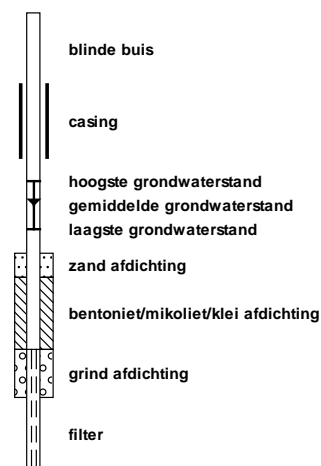 blinde buis
casing
hoogste grondwaterstand
gemiddelde grondwaterstand
laagste grondwaterstand
zand afdichting
bentoniet/mikoliet/klei afdichting
grind afdichting
filter